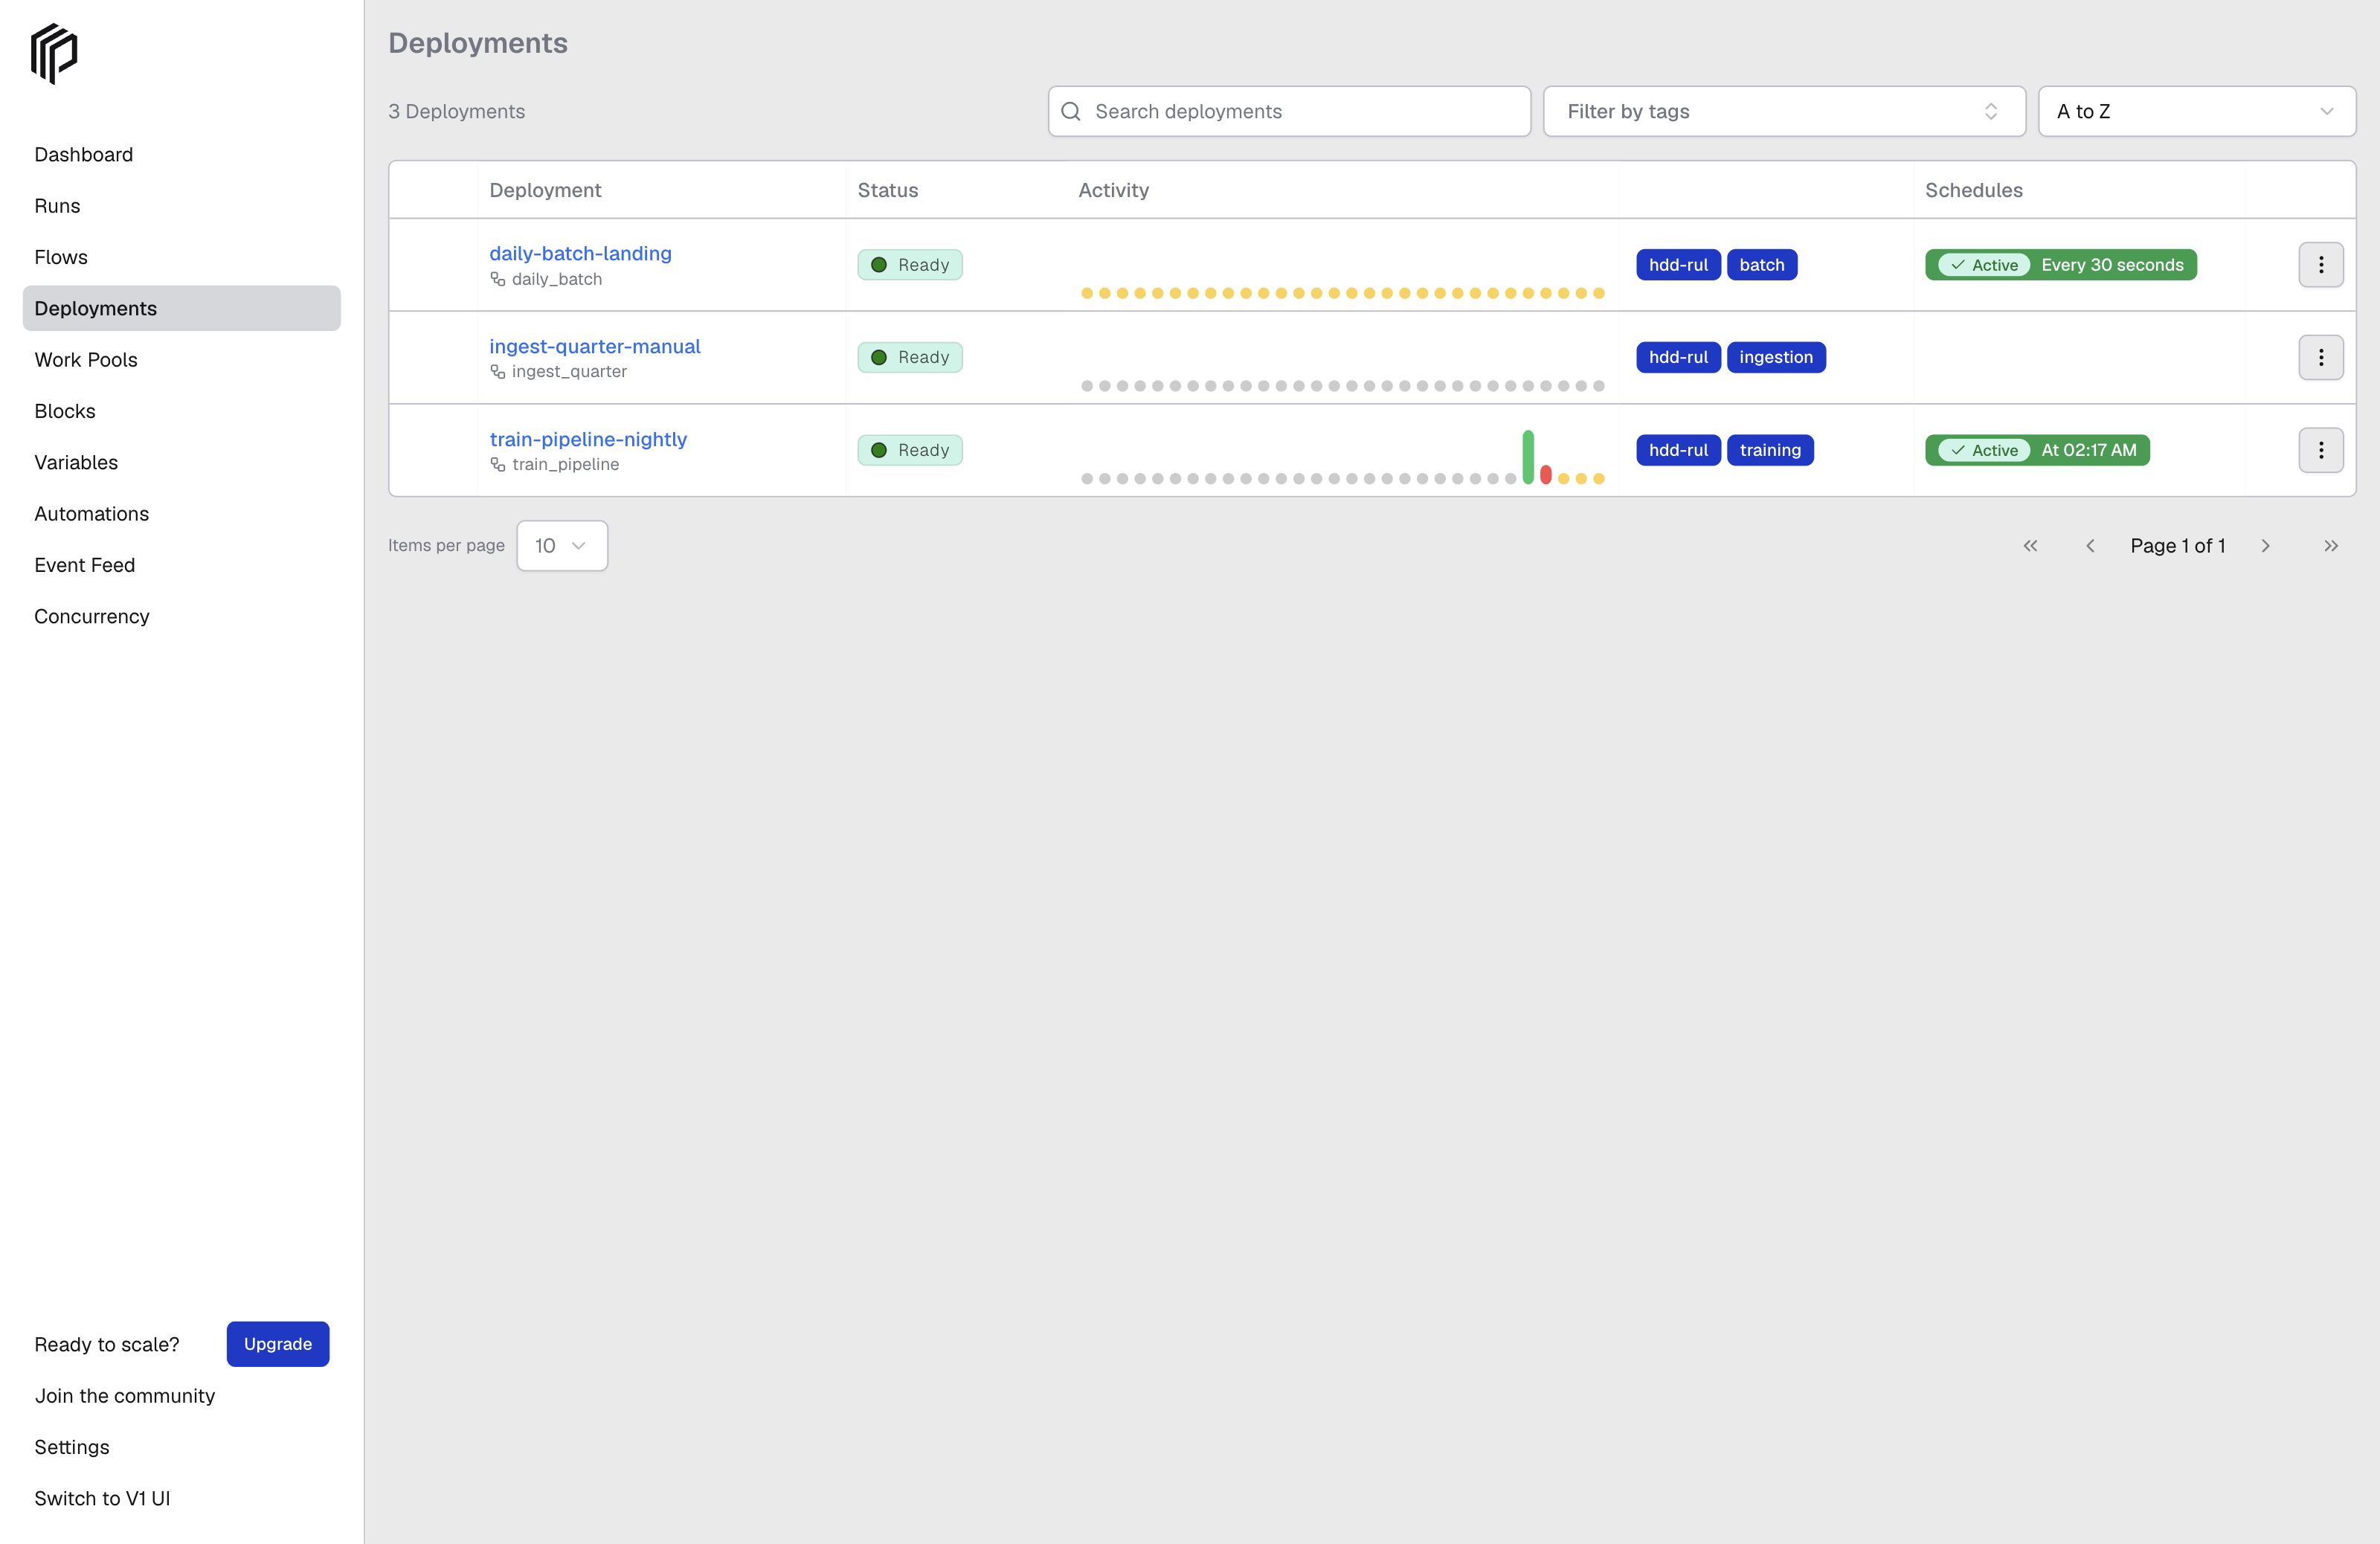 Dashboard
Runs
Flows
Deployments
Work Pools
Blocks
Variables
Automations
Event Feed
Concurrency
Ready to scale? Upgrade
Join the community
Settings
Switch to V1 UI
Deployments
3 Deployments Search deployments Filter by tags A to Z
Deployment Status Activity Schedules
daily-batch-landing
daily_batch
Ready hdd-rul batch Active Every 30 seconds
ingest-quarter-manual
ingest_quarter
Ready hdd-rul ingestion
train-pipeline-nightly
train_pipeline
Ready hdd-rul training Active At 02:17 AM
Items per page 10 Page 1 of 1